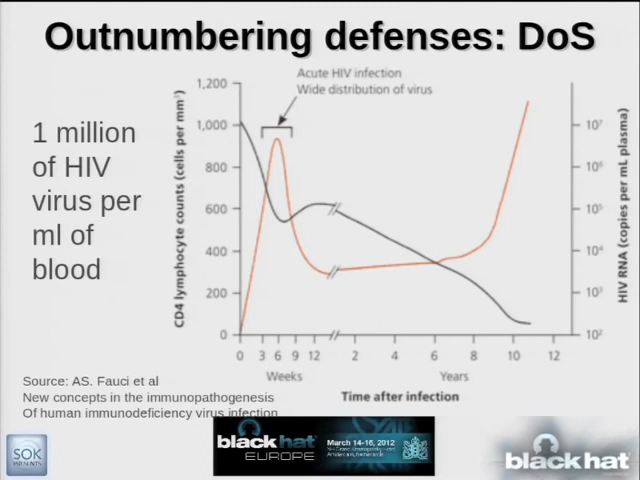 Outnumbering defenses: DoS
1 million
of HIV
virus per
ml of
blood
Acute HIV infection
Wide distribution of virus
CD4 lymphocyte counts (cells per mm³)
1,200
1,000
800
600
400
200
0
HIV RNA (copies per mL plasma)
10⁷
10⁶
10⁵
10⁴
10³
10²
0 3 6 9 12 2 4 6 8 10 12
Weeks Years
Time after infection
Source: AS. Fauci et al
New concepts in the immunopathogenesis
Of human immunodeficiency virus infection
SOK
PRESENTS
black hat
EUROPE
March 14-16, 2012
black hat